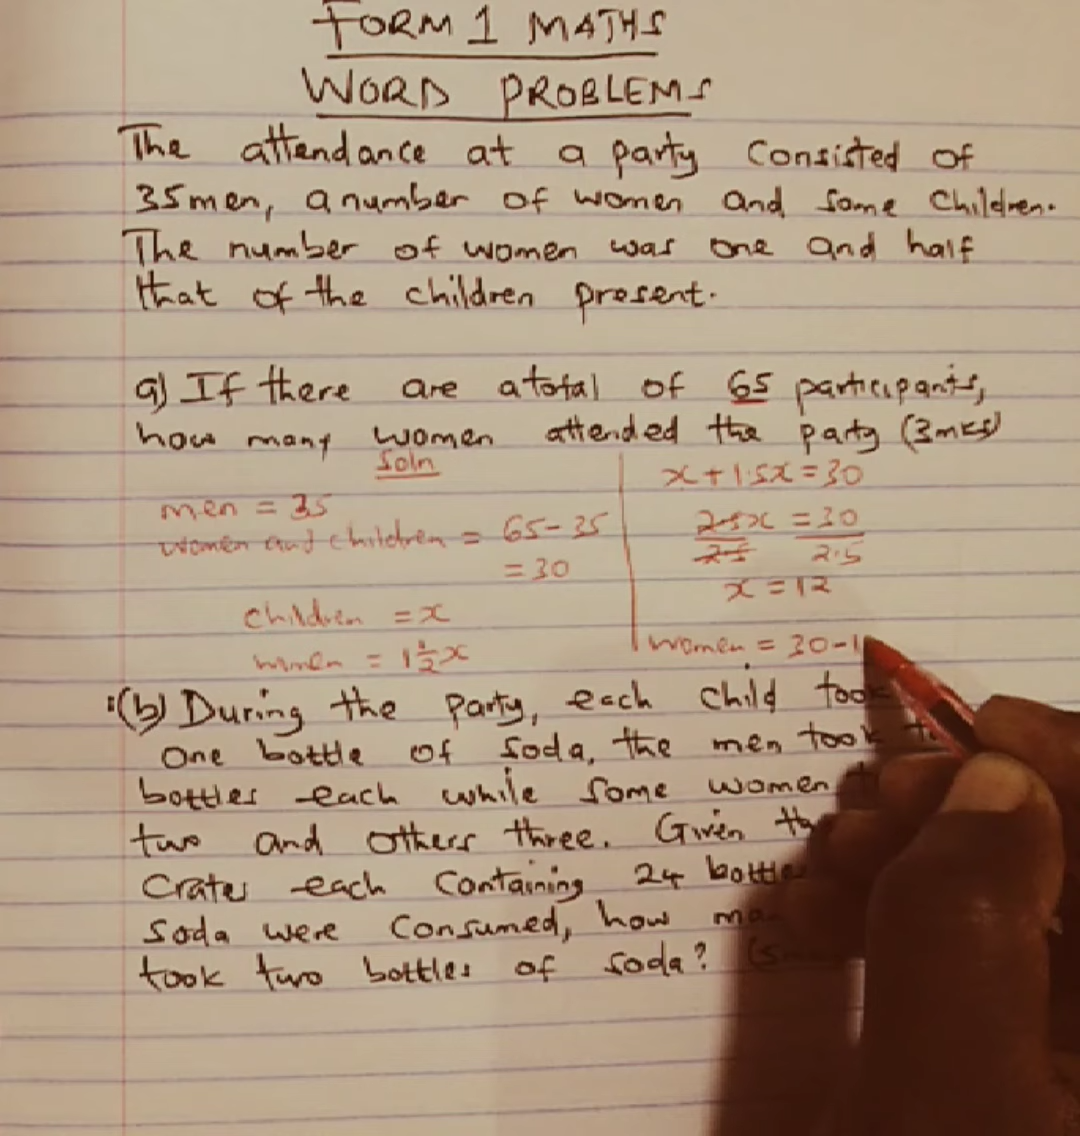 FORM 1 MATHS
WORD PROBLEMS
The attendance at a party consisted of
35men, a number of women and some children.
The number of women was one and half
that of the children present.
a) If there are a total of 65 participants,
how many women attended the party (3mks)
Soln
men = 35
women and children = 65-35
= 30
children = x
women = 1½x
x + 1.5x = 30
2.5x = 30
2.5 2.5
x = 12
women = 30-1
(b) During the party, each child took
one bottle of soda, the men took
bottles each while some women
two and others three. Given
crates each containing 24
soda were consumed, how
took two bottles of soda?